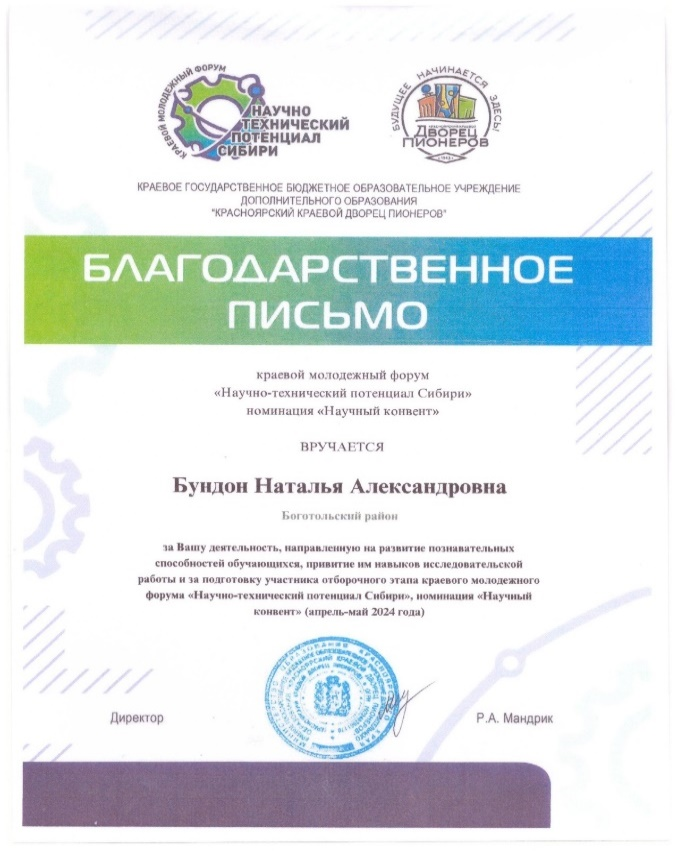 КРАЕВОЙ МОЛОДЕЖНЫЙ ФОРУМ
НАУЧНО
ТЕХНИЧЕСКИЙ
ПОТЕНЦИАЛ
СИБИРИ
БУДУЩЕЕ НАЧИНАЕТСЯ ЗДЕСЬ!
ДВОРЕЦ
ПИОНЕРОВ
КРАЕВОЕ ГОСУДАРСТВЕННОЕ БЮДЖЕТНОЕ ОБРАЗОВАТЕЛЬНОЕ УЧРЕЖДЕНИЕ
ДОПОЛНИТЕЛЬНОГО ОБРАЗОВАНИЯ
"КРАСНОЯРСКИЙ КРАЕВОЙ ДВОРЕЦ ПИОНЕРОВ"
БЛАГОДАРСТВЕННОЕ
ПИСЬМО
краевой молодежный форум
«Научно-технический потенциал Сибири»
номинация «Научный конвент»
ВРУЧАЕТСЯ
Бундон Наталья Александровна
Боготольский район
за Вашу деятельность, направленную на развитие познавательных
способностей обучающихся, привитие им навыков исследовательской
работы и за подготовку участника отборочного этапа краевого молодежного
форума «Научно-технический потенциал Сибири», номинация «Научный
конвент» (апрель-май 2024 года)
Директор
Р.А. Мандрик